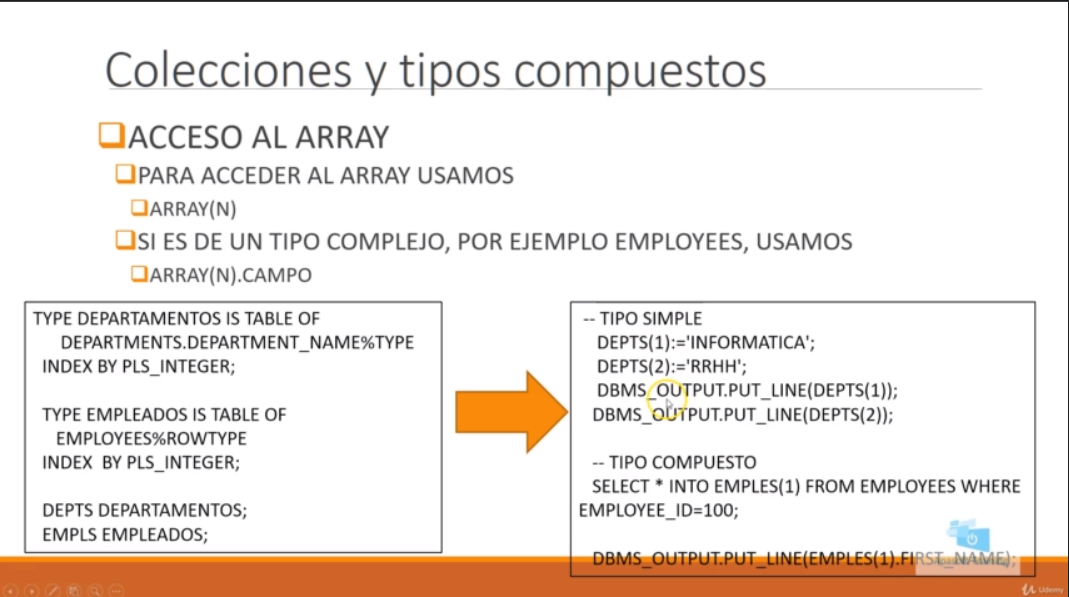 Colecciones y tipos compuestos
ACCESO AL ARRAY
PARA ACCEDER AL ARRAY USAMOS
ARRAY(N)
SI ES DE UN TIPO COMPLEJO, POR EJEMPLO EMPLOYEES, USAMOS
ARRAY(N).CAMPO
TYPE DEPARTAMENTOS IS TABLE OF
DEPARTMENTS.DEPARTMENT_NAME%TYPE
INDEX BY PLS_INTEGER;
TYPE EMPLEADOS IS TABLE OF
EMPLOYEES%ROWTYPE
INDEX BY PLS_INTEGER;
DEPTS DEPARTAMENTOS;
EMPLS EMPLEADOS;
-- TIPO SIMPLE
DEPTS(1):='INFORMATICA';
DEPTS(2):='RRHH';
DBMS_OUTPUT.PUT_LINE(DEPTS(1));
DBMS_OUTPUT.PUT_LINE(DEPTS(2));
-- TIPO COMPUESTO
SELECT * INTO EMPLES(1) FROM EMPLOYEES WHERE
EMPLOYEE_ID=100;
DBMS_OUTPUT.PUT_LINE(EMPLES(1).FIRST_NAME);
Udemy